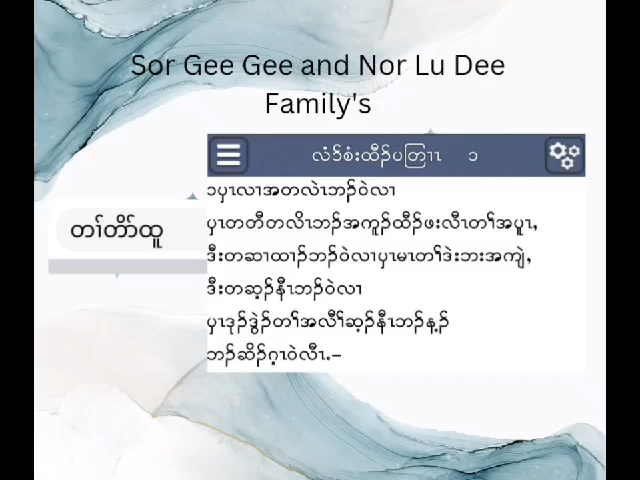 Sor Gee Gee and Nor Lu Dee
Family's
လံာ်စံးထီၣ်ပတြၢၤ ၁
၁ပှၤလၢအတလဲၤဘၣ်ဝဲလၢ
ပှၤတတီတလိၤဘၣ်အကူၣ်ထီၣ်ဖးလီၤတၢ်အပူၤ,
တၢ်တိာ်ထူ
ဒီးတဆၢထၢၣ်ဘၣ်ဝဲလၢပှၤမၤတၢ်ဒဲးဘးအကျဲ,
ဒီးတဆ့ၣ်နီၤဘၣ်ဝဲလၢ
ပှၤဒုၣ်ဒွဲၣ်တၢ်အလီၢ်ဆ့ၣ်နီၤဘၣ်န့ၣ်
ဘၣ်ဆိၣ်ဂ့ၤဝဲလီၤ.–